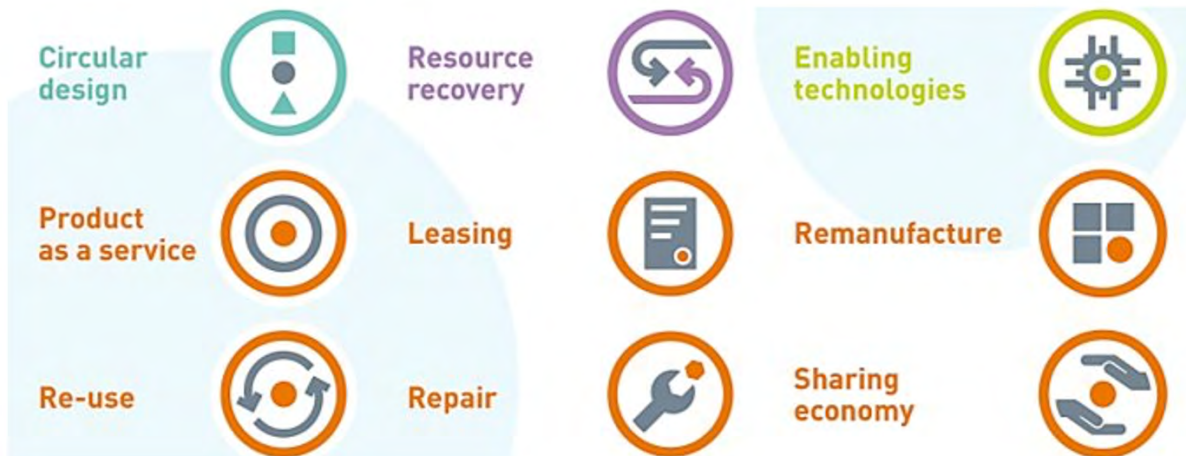 Circular
design
Resource
recovery
Enabling
technologies
Product
as a service
Leasing
Remanufacture
Re-use
Repair
Sharing
economy